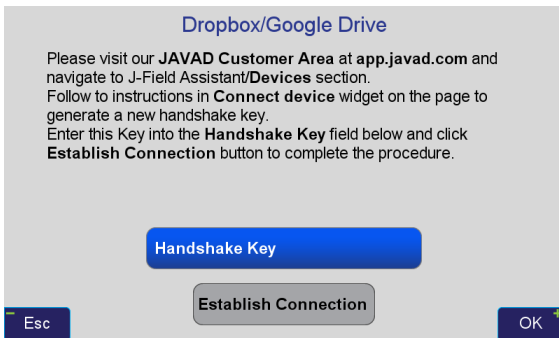 Dropbox/Google Drive
Please visit our JAVAD Customer Area at app.javad.com and
navigate to J-Field Assistant/Devices section.
Follow to instructions in Connect device widget on the page to
generate a new handshake key.
Enter this Key into the Handshake Key field below and click
Establish Connection button to complete the procedure.
Handshake Key
Establish Connection
- Esc
OK +